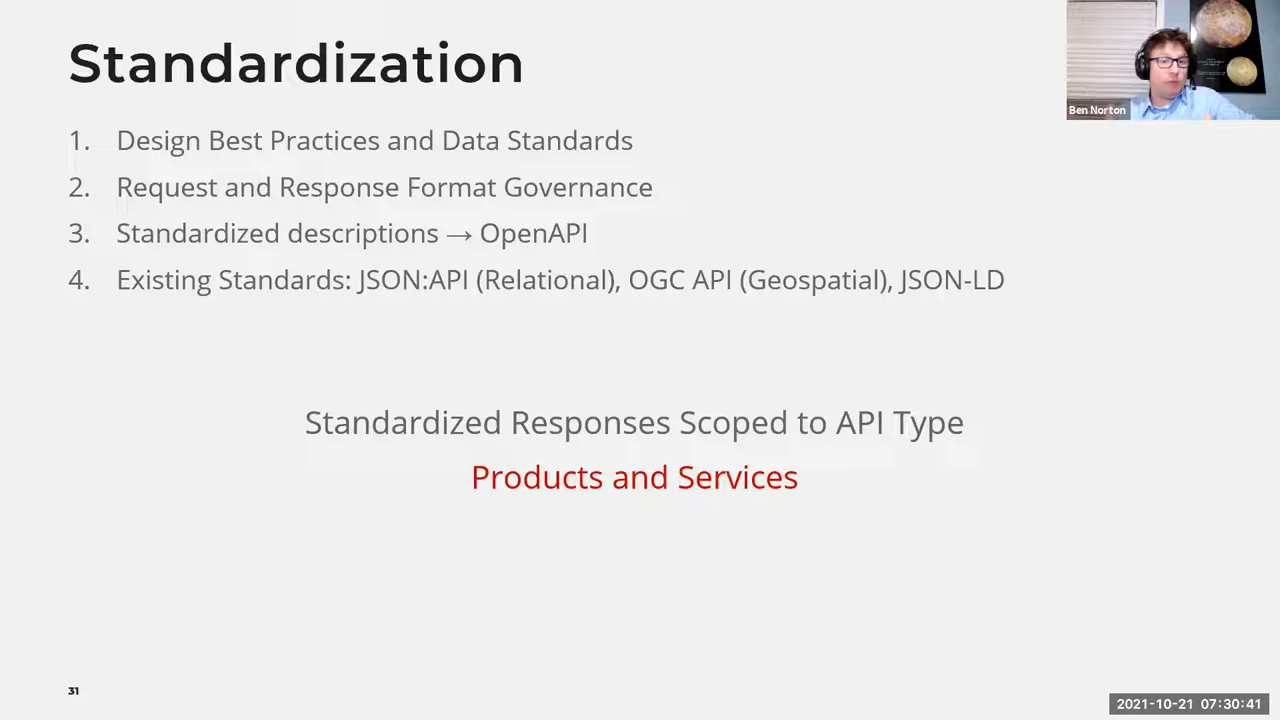 Standardization
1. Design Best Practices and Data Standards
2. Request and Response Format Governance
3. Standardized descriptions → OpenAPI
4. Existing Standards: JSON:API (Relational), OGC API (Geospatial), JSON-LD
Standardized Responses Scoped to API Type
Products and Services
31
Ben Norton
2021-10-21 07:30:41